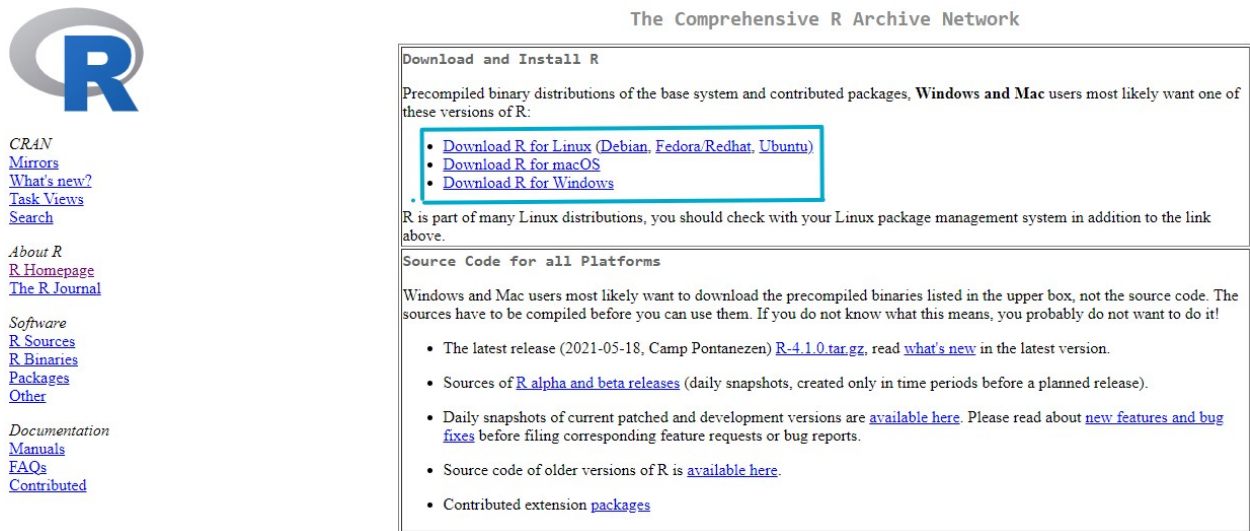 R
CRAN
Mirrors
What's new?
Task Views
Search
About R
R Homepage
The R Journal
Software
R Sources
R Binaries
Packages
Other
Documentation
Manuals
FAQs
Contributed
The Comprehensive R Archive Network
Download and Install R
Precompiled binary distributions of the base system and contributed packages, Windows and Mac users most likely want one of
these versions of R:
• Download R for Linux (Debian, Fedora/Redhat, Ubuntu)
• Download R for macOS
• Download R for Windows
R is part of many Linux distributions, you should check with your Linux package management system in addition to the link
above.
Source Code for all Platforms
Windows and Mac users most likely want to download the precompiled binaries listed in the upper box, not the source code. The
sources have to be compiled before you can use them. If you do not know what this means, you probably do not want to do it!
• The latest release (2021-05-18, Camp Pontanezen) R-4.1.0.tar.gz, read what's new in the latest version.
• Sources of R alpha and beta releases (daily snapshots, created only in time periods before a planned release).
• Daily snapshots of current patched and development versions are available here. Please read about new features and bug
fixes before filing corresponding feature requests or bug reports.
• Source code of older versions of R is available here.
• Contributed extension packages